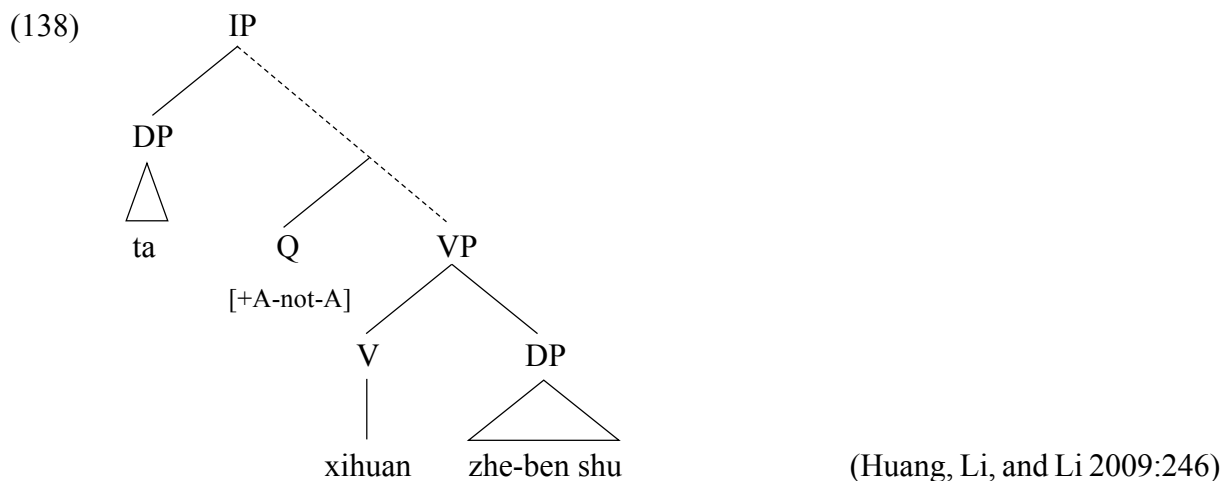 (138) IP
DP
ta Q VP
[+A-not-A]
V DP
xihuan zhe-ben shu (Huang, Li, and Li 2009:246)